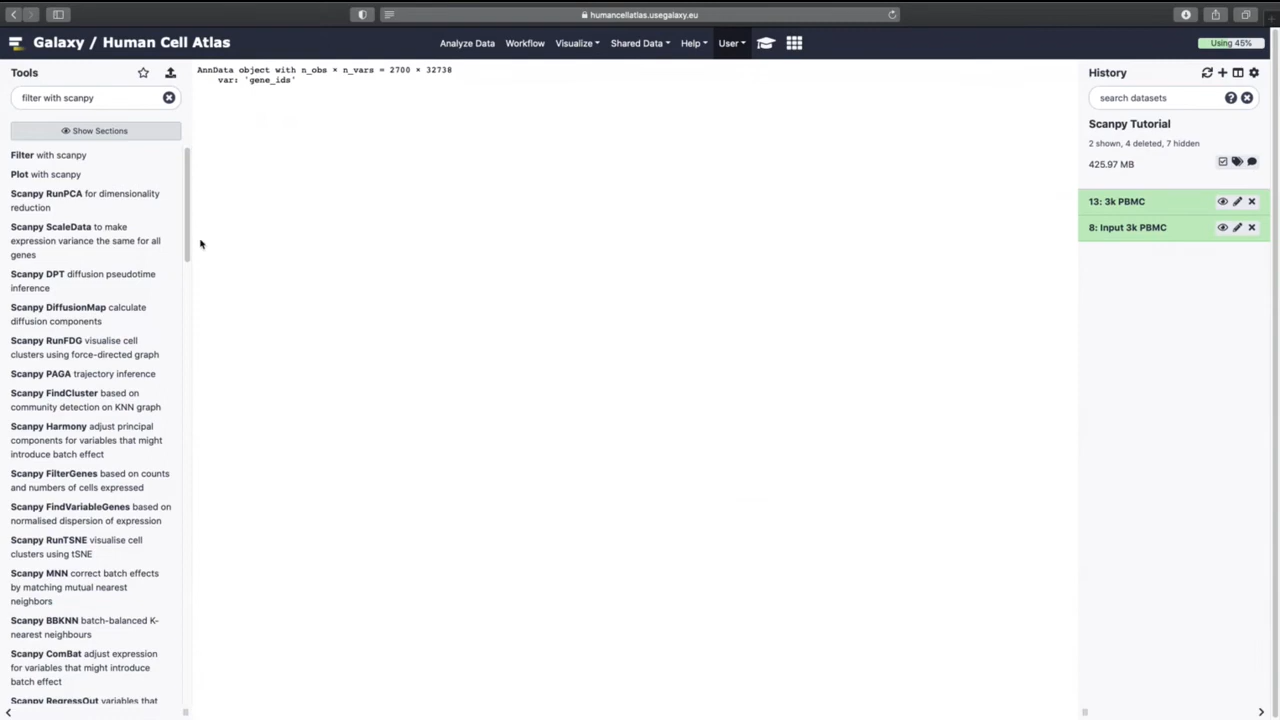 humancellatlas.usegalaxy.eu
Galaxy / Human Cell Atlas
Analyze Data
Workflow
Visualize
Shared Data
Help
User
Using 45%
Tools
filter with scanpy
Show Sections
Filter with scanpy
Plot with scanpy
Scanpy RunPCA for dimensionality
reduction
Scanpy ScaleData to make
expression variance the same for all
genes
Scanpy DPT diffusion pseudotime
inference
Scanpy DiffusionMap calculate
diffusion components
Scanpy RunFDG visualise cell
clusters using force-directed graph
Scanpy PAGA trajectory inference
Scanpy FindCluster based on
community detection on KNN graph
Scanpy Harmony adjust principal
components for variables that might
introduce batch effect
Scanpy FilterGenes based on counts
and numbers of cells expressed
Scanpy FindVariableGenes based on
normalised dispersion of expression
Scanpy RunTSNE visualise cell
clusters using tSNE
Scanpy MNN correct batch effects
by matching mutual nearest
neighbors
Scanpy BBKNN batch-balanced K-
nearest neighbours
Scanpy ComBat adjust expression
for variables that might introduce
batch effect
Scanpy RegressOut variables that
AnnData object with n_obs × n_vars = 2700 × 32738
var: 'gene_ids'
History
search datasets
Scanpy Tutorial
2 shown, 4 deleted, 7 hidden
425.97 MB
13: 3k PBMC
8: Input 3k PBMC